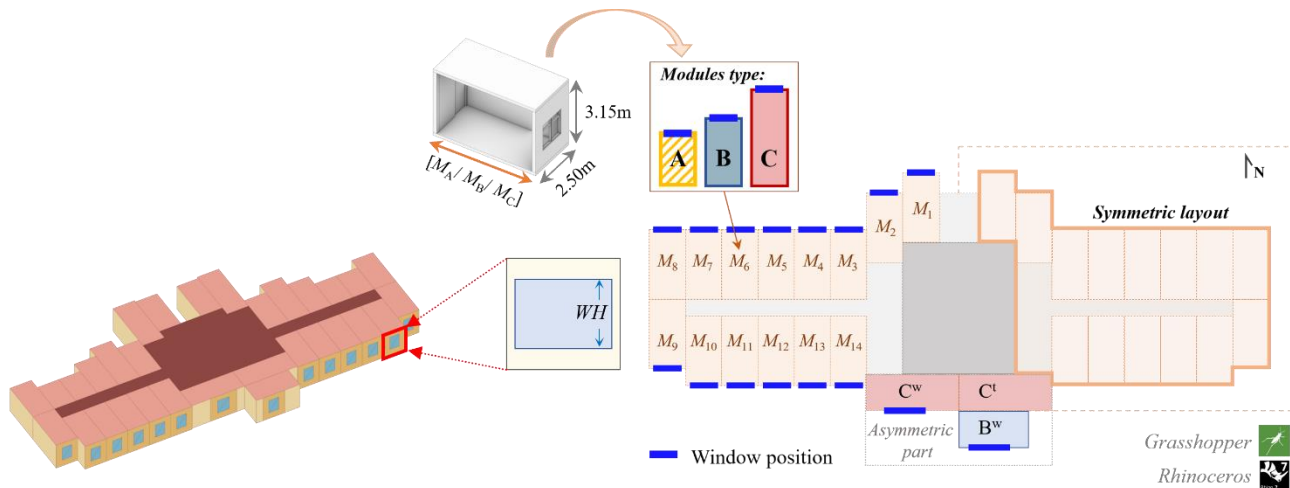 3.15m
2.50m
[M_A/ M_B/ M_C]
Modules type:
A B C
N
Symmetric layout
M_1
M_2
M_8 M_7 M_6 M_5 M_4 M_3
WH
M_9 M_10 M_11 M_12 M_13 M_14
C^w C^t
Asymmetric
part
B^w
Window position
Grasshopper
Rhinoceros
7